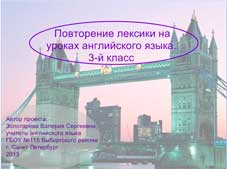 Повторение лексики на
уроках английского языка.
3-й класс
Автор проекта:
Золотарева Валерия Сергеевна,
учитель английского языка
ГБОУ №115 Выборгского района
г. Санкт-Петербург
2013